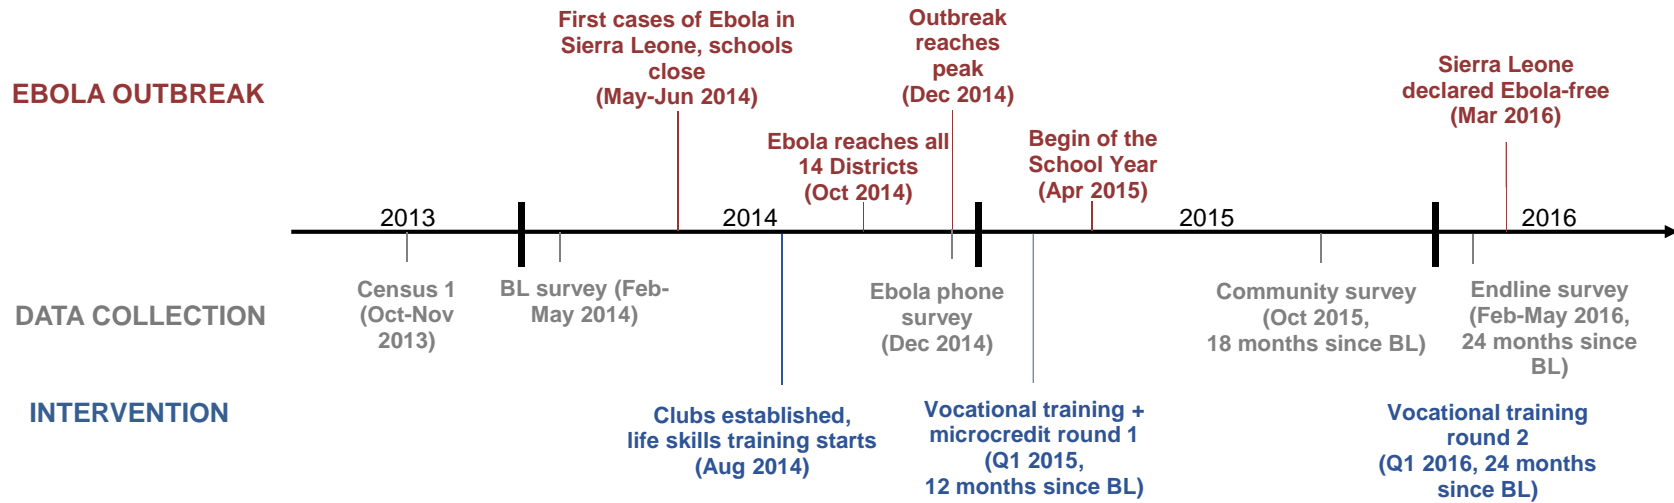 First cases of Ebola in
Sierra Leone, schools
close
(May-Jun 2014)
Outbreak
reaches
peak
(Dec 2014)
Sierra Leone
declared Ebola-free
(Mar 2016)
EBOLA OUTBREAK
Ebola reaches all
14 Districts
(Oct 2014)
Begin of the
School Year
(Apr 2015)
2013
2014
2015
2016
Census 1
(Oct-Nov
2013)
BL survey (Feb-
May 2014)
Ebola phone
survey
(Dec 2014)
Community survey
(Oct 2015,
18 months since BL)
Endline survey
(Feb-May 2016,
24 months since
BL)
DATA COLLECTION
INTERVENTION
Clubs established,
life skills training starts
(Aug 2014)
Vocational training +
microcredit round 1
(Q1 2015,
12 months since BL)
Vocational training
round 2
(Q1 2016, 24 months
since BL)